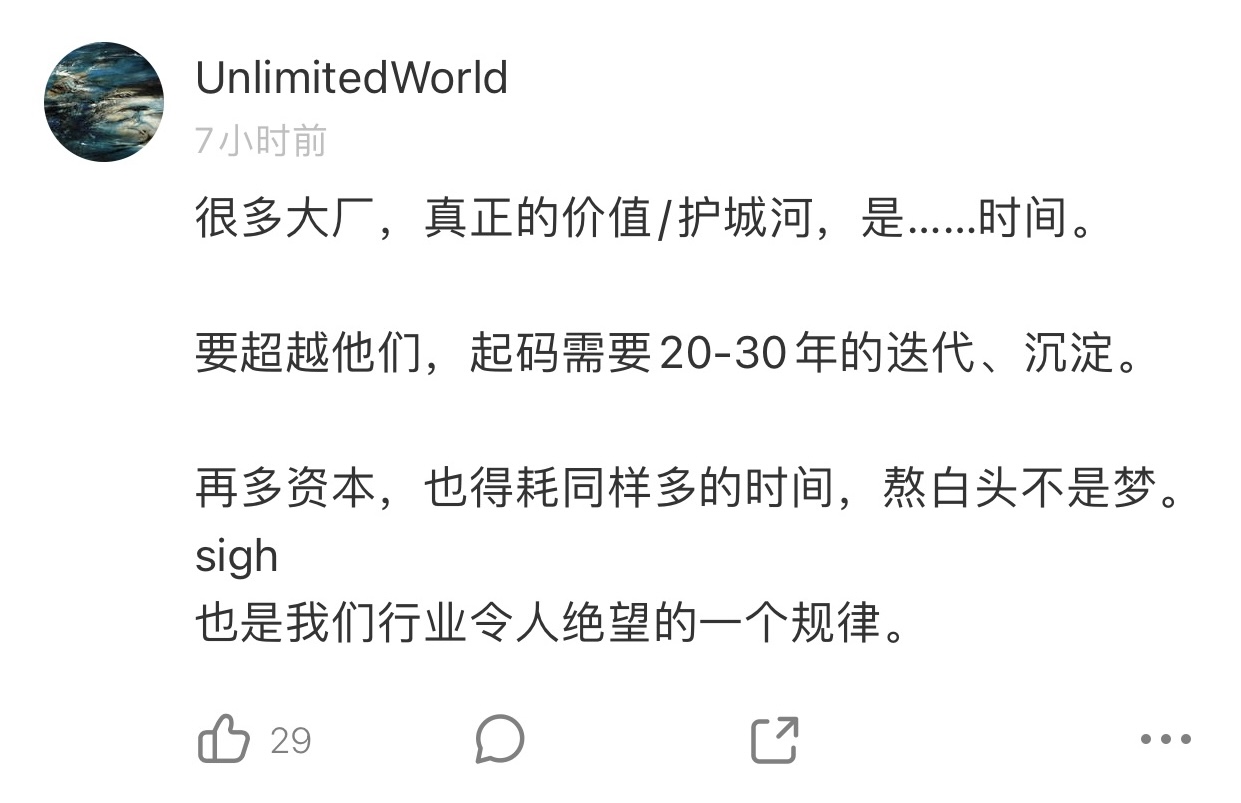 UnlimitedWorld
7小时前
很多大厂，真正的价值/护城河，是……时间。
要超越他们，起码需要20-30年的迭代、沉淀。
再多资本，也得耗同样多的时间，熬白头不是梦。
sigh
也是我们行业令人绝望的一个规律。
29